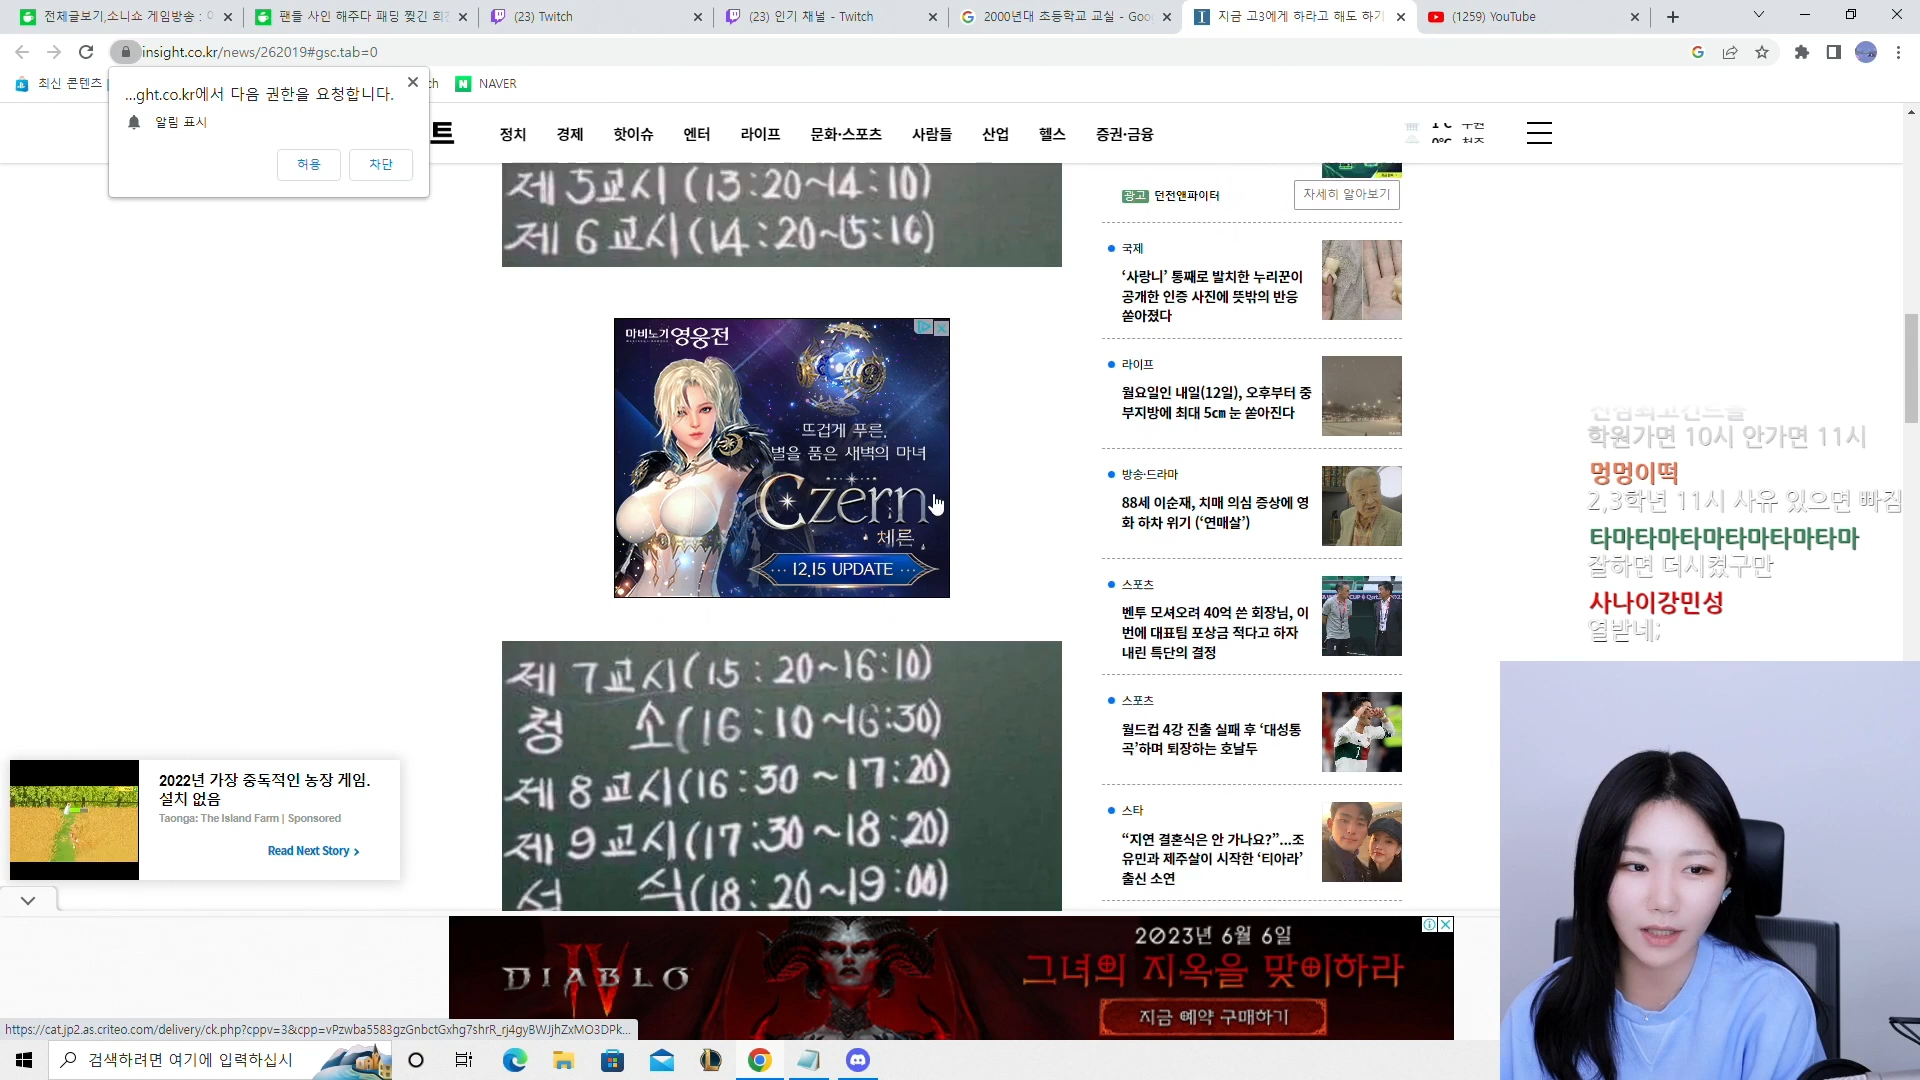 전체글보기,소니쇼 게임방송 :
팬들 사인 해주다 패딩 찢긴
(23) Twitch
(23) 인기 채널 - Twitch
2000년대 초등학교 교실 - Goo
지금 고3에게 하라고 해도 하기
(1259) YouTube
insight.co.kr/news/262019#gsc.tab=0
최신 콘텐츠
ch
NAVER
...ght.co.kr에서 다음 권한을 요청합니다.
알림 표시
허용
차단
트
정치
경제
핫이슈
엔터
라이프
문화·스포츠
사람들
산업
헬스
증권·금융
제 5교시(13:20~14:10)
제 6교시(14:20~15:10)
광고 던전앤파이터
자세히 알아보기
국제
‘사랑니’ 통째로 발치한 누리꾼이
공개한 인증 사진에 뜻밖의 반응
쏟아졌다
라이프
월요일인 내일(12일), 오후부터 중
부지방에 최대 5㎝ 눈 쏟아진다
방송·드라마
88세 이순재, 치매 의심 증상에 영
화 하차 위기 (‘연매살’)
스포츠
벤투 모셔오려 40억 쓴 회장님, 이
번에 대표팀 포상금 적다고 하자
내린 특단의 결정
스포츠
월드컵 4강 진출 실패 후 ‘대성통
곡’하며 퇴장하는 호날두
스타
“지연 결혼식은 안 가나요?”...조
유민과 제주살이 시작한 ‘티아라’
출신 소연
마비노기 영웅전
뜨겁게 푸른,
별을 품은 새벽의 마녀
Czern
체른
12.15 UPDATE
제 7교시(15:20~16:10)
청 소(16:10~16:30)
제 8교시(16:30~17:20)
제 9교시(17:30~18:20)
석 식(18:20~19:00)
학원가면 10시 안가면 11시
멍멍이떡
2,3학년 11시 사유 있으면 빠짐
타마타마타마타마타마타마
잘하면 더시켰구만
사나이강민성
열받네;
2022년 가장 중독적인 농장 게임.
설치 없음
Taonga: The Island Farm | Sponsored
Read Next Story
DIABLO IV
2023년 6월 6일
그녀의 지옥을 맞이하라
지금 예약 구매하기
https://cat.jp2.as.criteo.com/delivery/ck.php?cppv=3&cpp=vPzwba5583gzGnbctGxhg7shrR_rj4gyBWJjhZxMO3DPk...
검색하려면 여기에 입력하십시